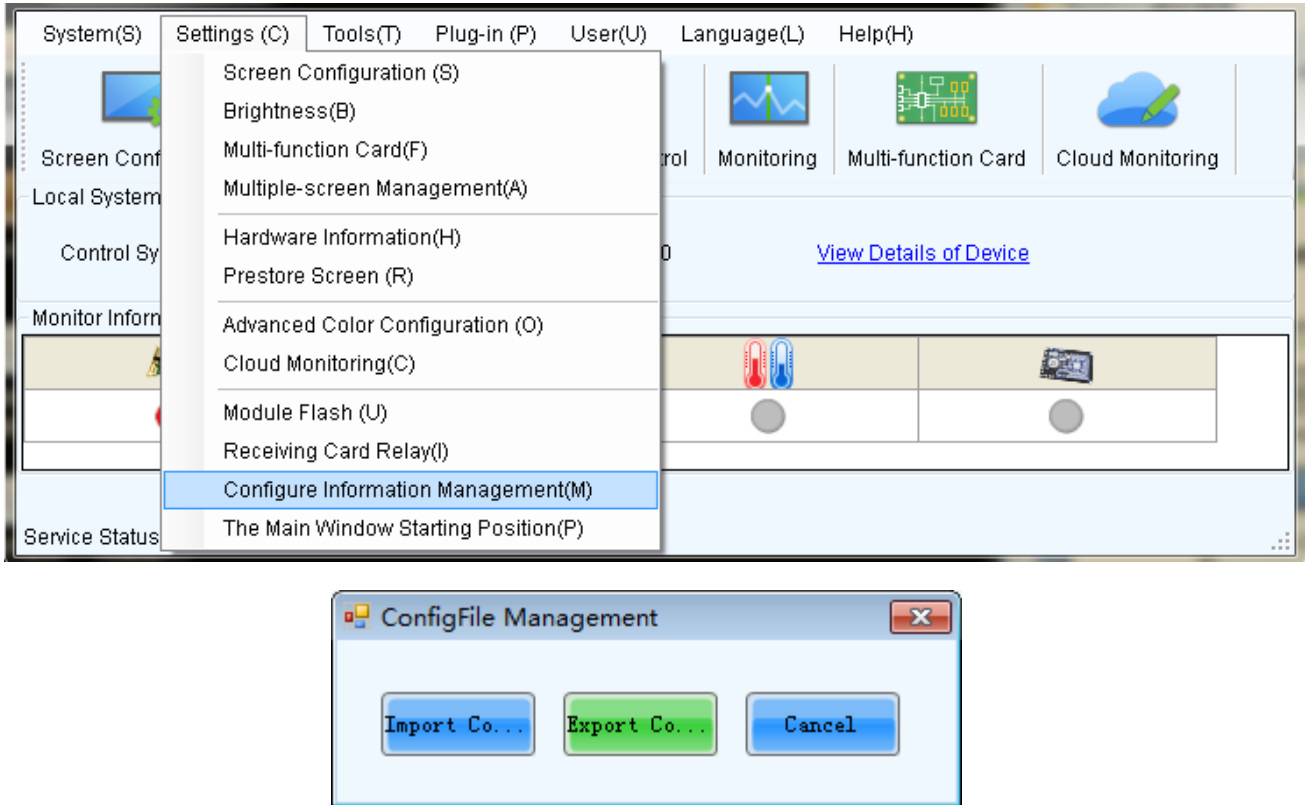 System(S) Settings (C) Tools(T) Plug-in (P) User(U) Language(L) Help(H)
Screen Configuration (S)
Brightness(B)
Multi-function Card(F)
Multiple-screen Management(A)
Hardware Information(H)
Prestore Screen (R)
Advanced Color Configuration (O)
Cloud Monitoring(C)
Module Flash (U)
Receiving Card Relay(I)
Configure Information Management(M)
The Main Window Starting Position(P)
Screen Conf rol Monitoring Multi-function Card Cloud Monitoring
Local System
Control Sy 0 View Details of Device
Monitor Inforn
Service Status
ConfigFile Management
Import Co... Export Co... Cancel